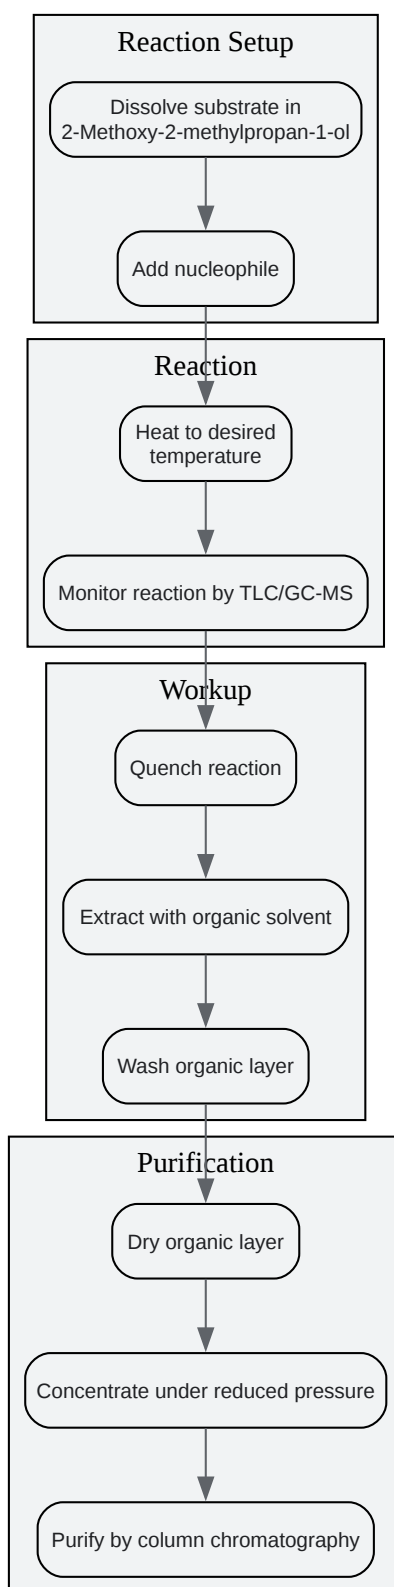 Reaction Setup
Dissolve substrate in
2-Methoxy-2-methylpropan-1-ol
Add nucleophile
Reaction
Heat to desired
temperature
Monitor reaction by TLC/GC-MS
Workup
Quench reaction
Extract with organic solvent
Wash organic layer
Purification
Dry organic layer
Concentrate under reduced pressure
Purify by column chromatography